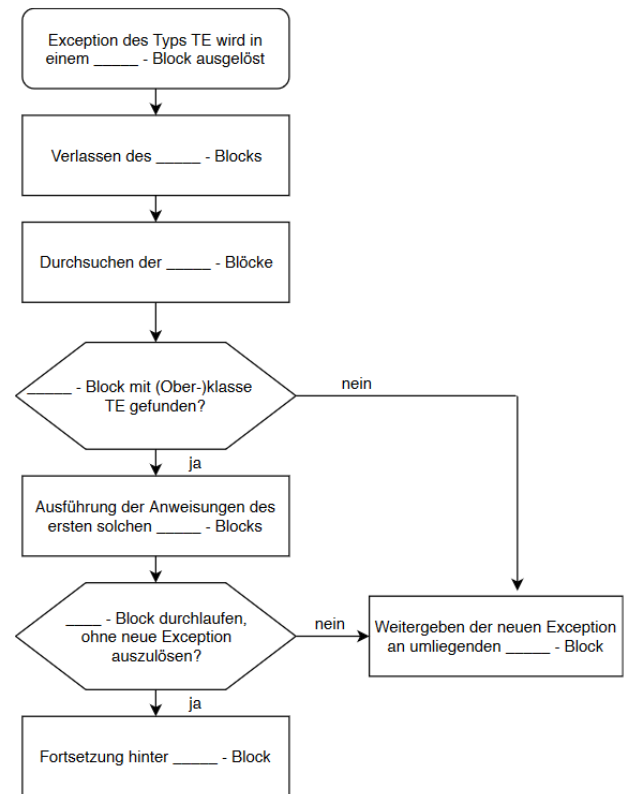 Exception des Typs TE wird in
einem _____ - Block ausgelöst
Verlassen des _____ - Blocks
Durchsuchen der _____ - Blöcke
_____ - Block mit (Ober-)klasse
TE gefunden?
nein
ja
Ausführung der Anweisungen des
ersten solchen _____ - Blocks
____ - Block durchlaufen,
ohne neue Exception
auszulösen?
nein
Weitergeben der neuen Exception
an umliegenden _____ - Block
ja
Fortsetzung hinter _____ - Block